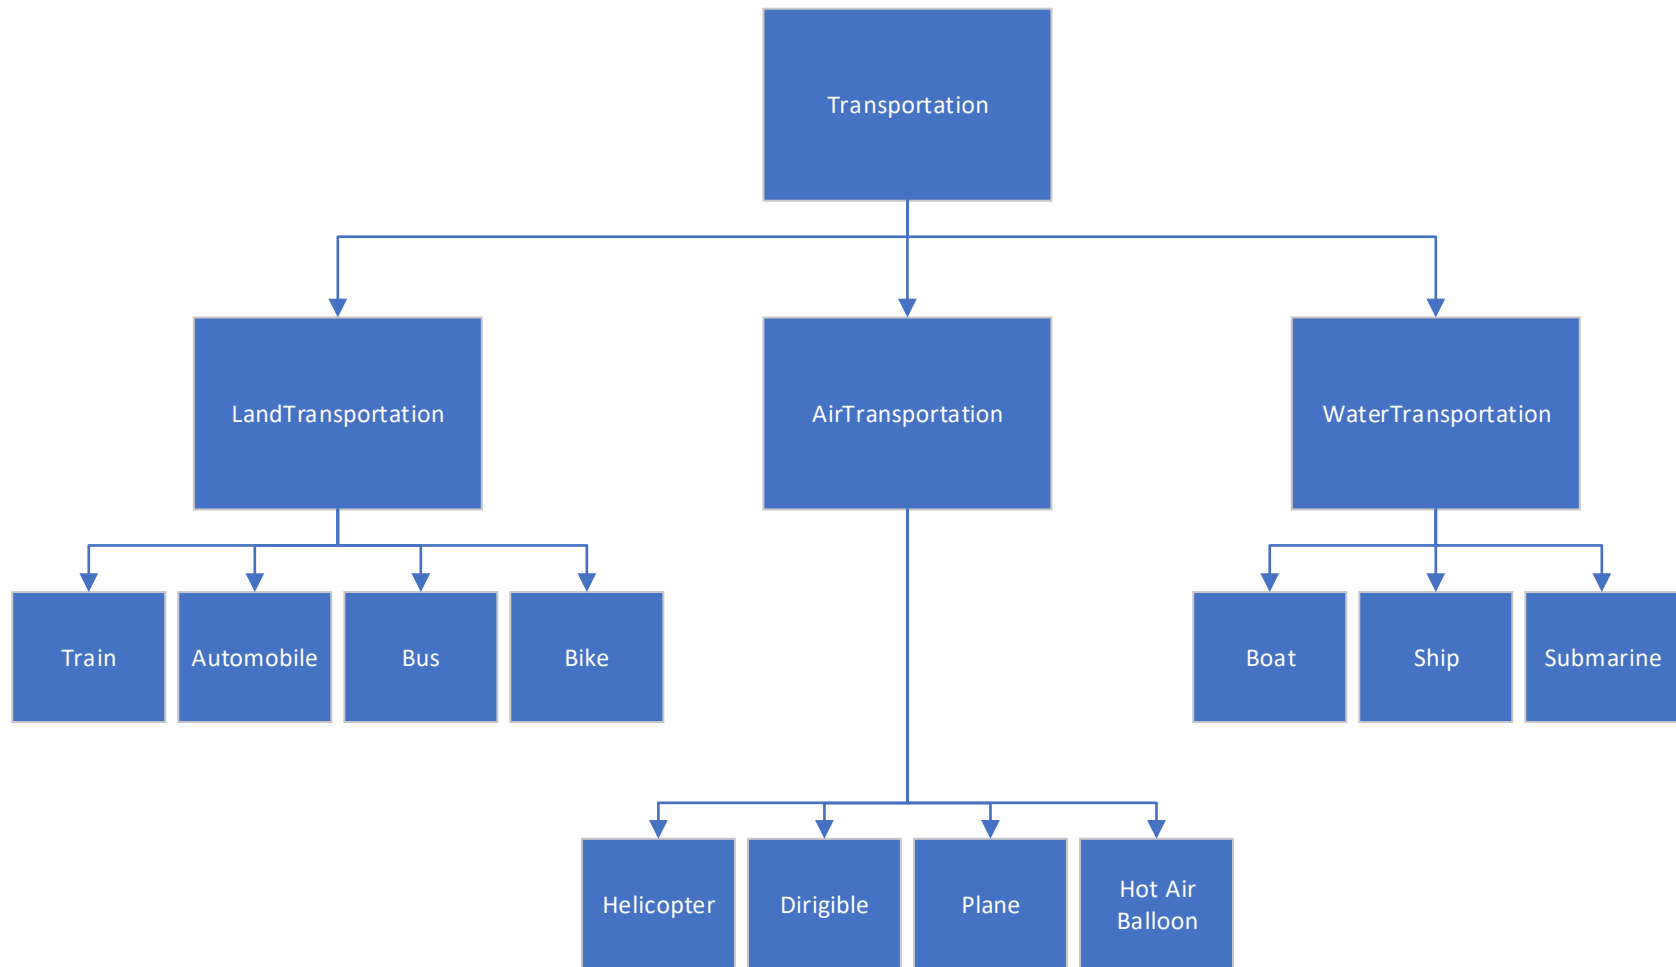 Transportation
LandTransportation
AirTransportation
WaterTransportation
Train
Automobile
Bus
Bike
Boat
Ship
Submarine
Helicopter
Dirigible
Plane
Hot Air
Balloon